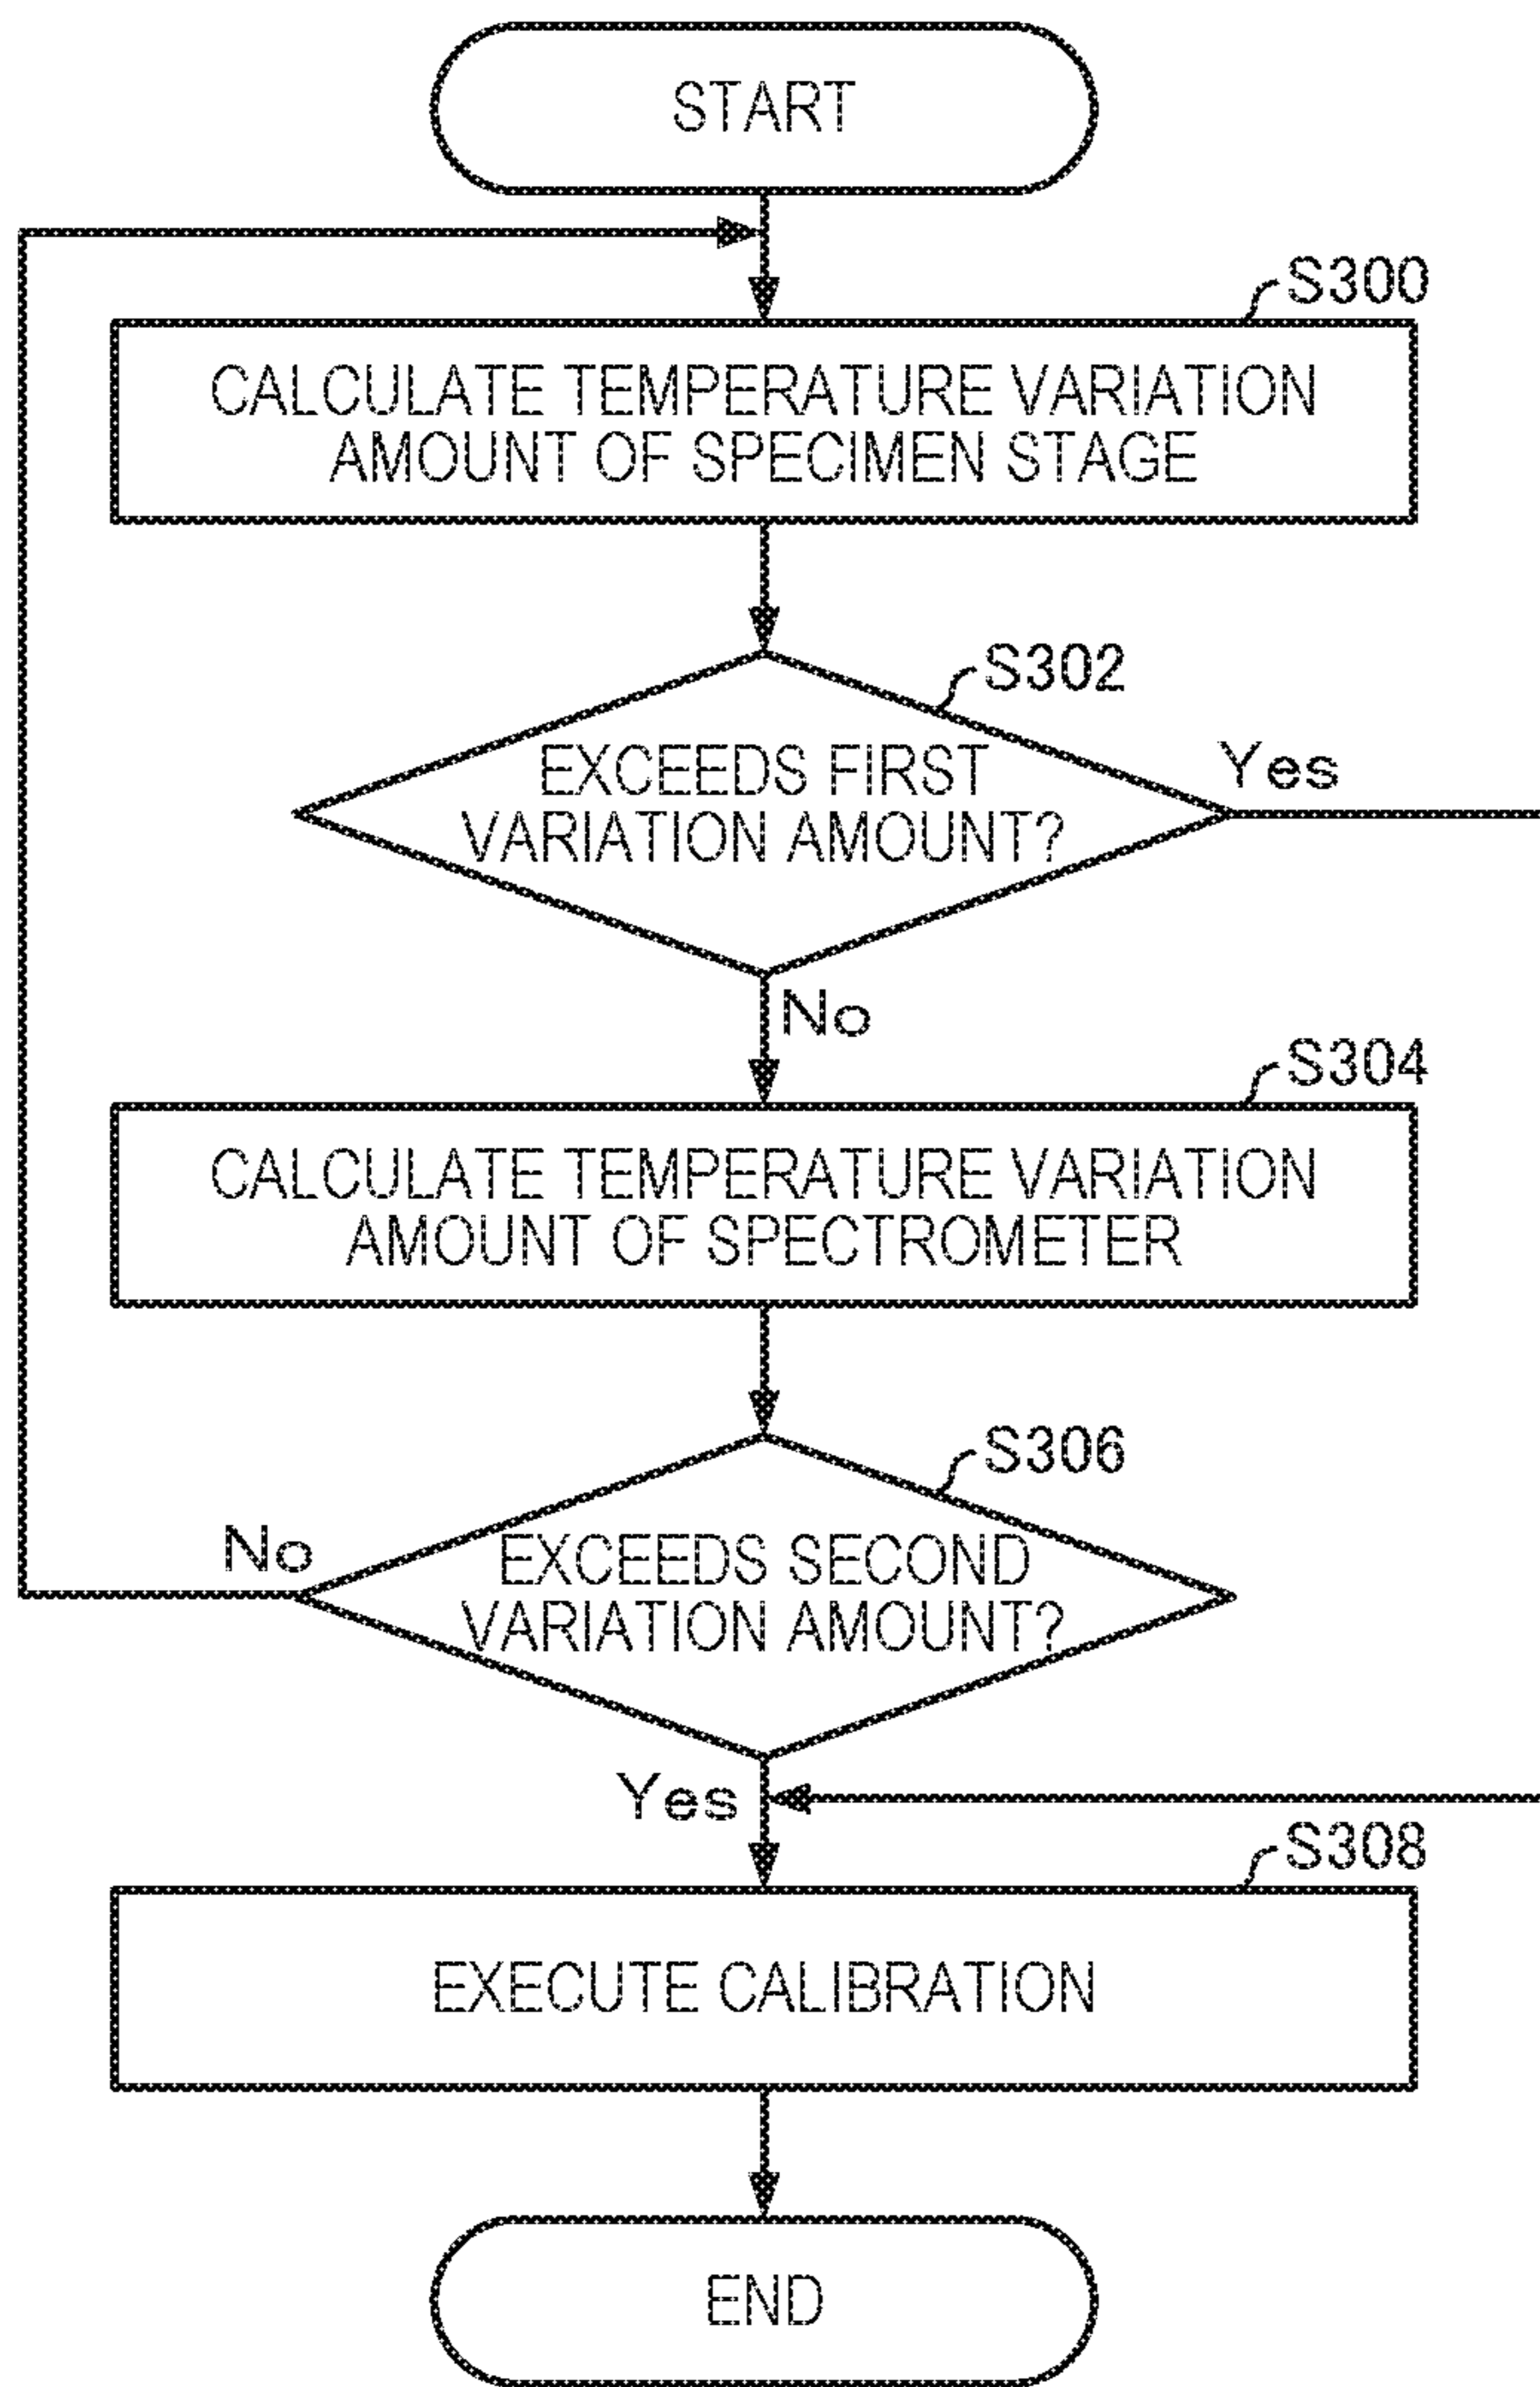 START
S300
CALCULATE TEMPERATURE VARIATION
AMOUNT OF SPECIMEN STAGE
S302
EXCEEDS FIRST
VARIATION AMOUNT?
Yes
No
S304
CALCULATE TEMPERATURE VARIATION
AMOUNT OF SPECTROMETER
S306
No
EXCEEDS SECOND
VARIATION AMOUNT?
Yes
S308
EXECUTE CALIBRATION
END